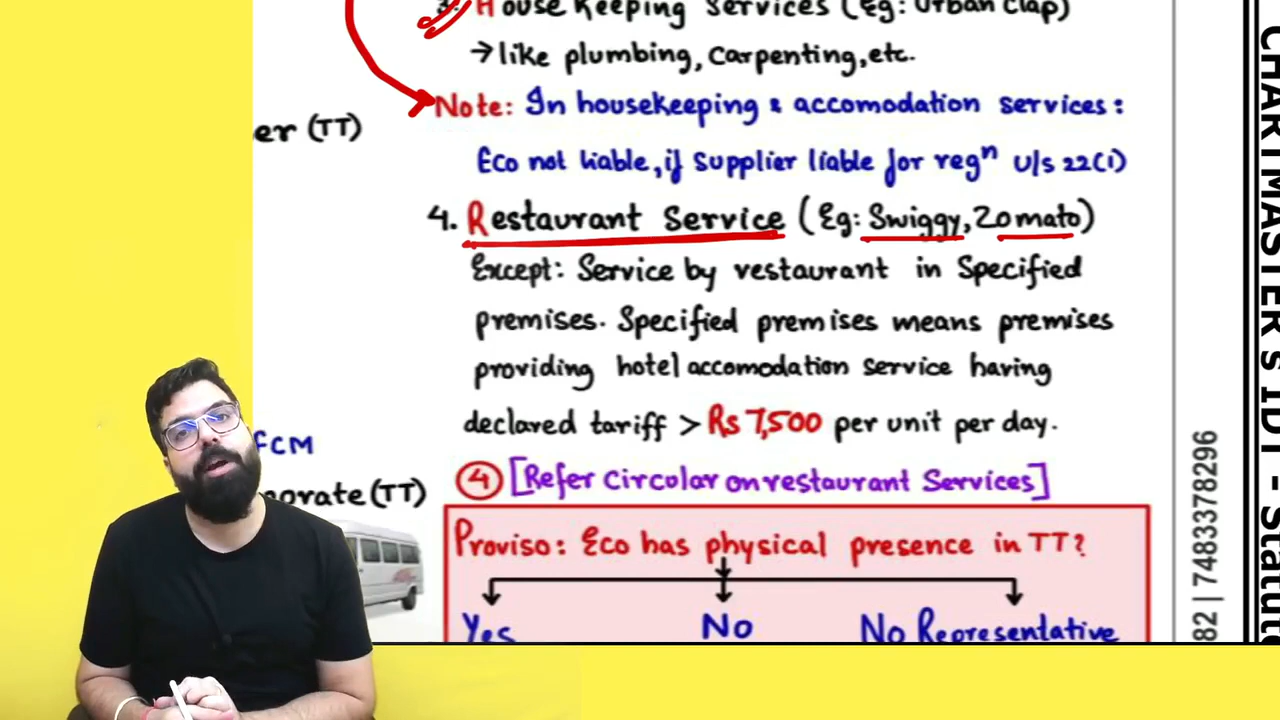 3. House Keeping Services (Eg: Urban Clap)
→ like plumbing, Carpenting, etc.
Note: In housekeeping & accomodation services:
Eco not liable, if Supplier liable for regⁿ u/s 22(1)
4. Restaurant Service (Eg: Swiggy, Zomato)
Except: Service by restaurant in Specified
premises. Specified premises means premises
providing hotel accomodation service having
declared tariff > Rs 7,500 per unit per day.
④ [Refer Circular on restaurant Services]
Proviso: Eco has physical presence in TT?
Yes
No
No Representative
er (TT)
FCM
porate (TT)
82 | 7483378296
CHARTMASTER'S IDT - Statut